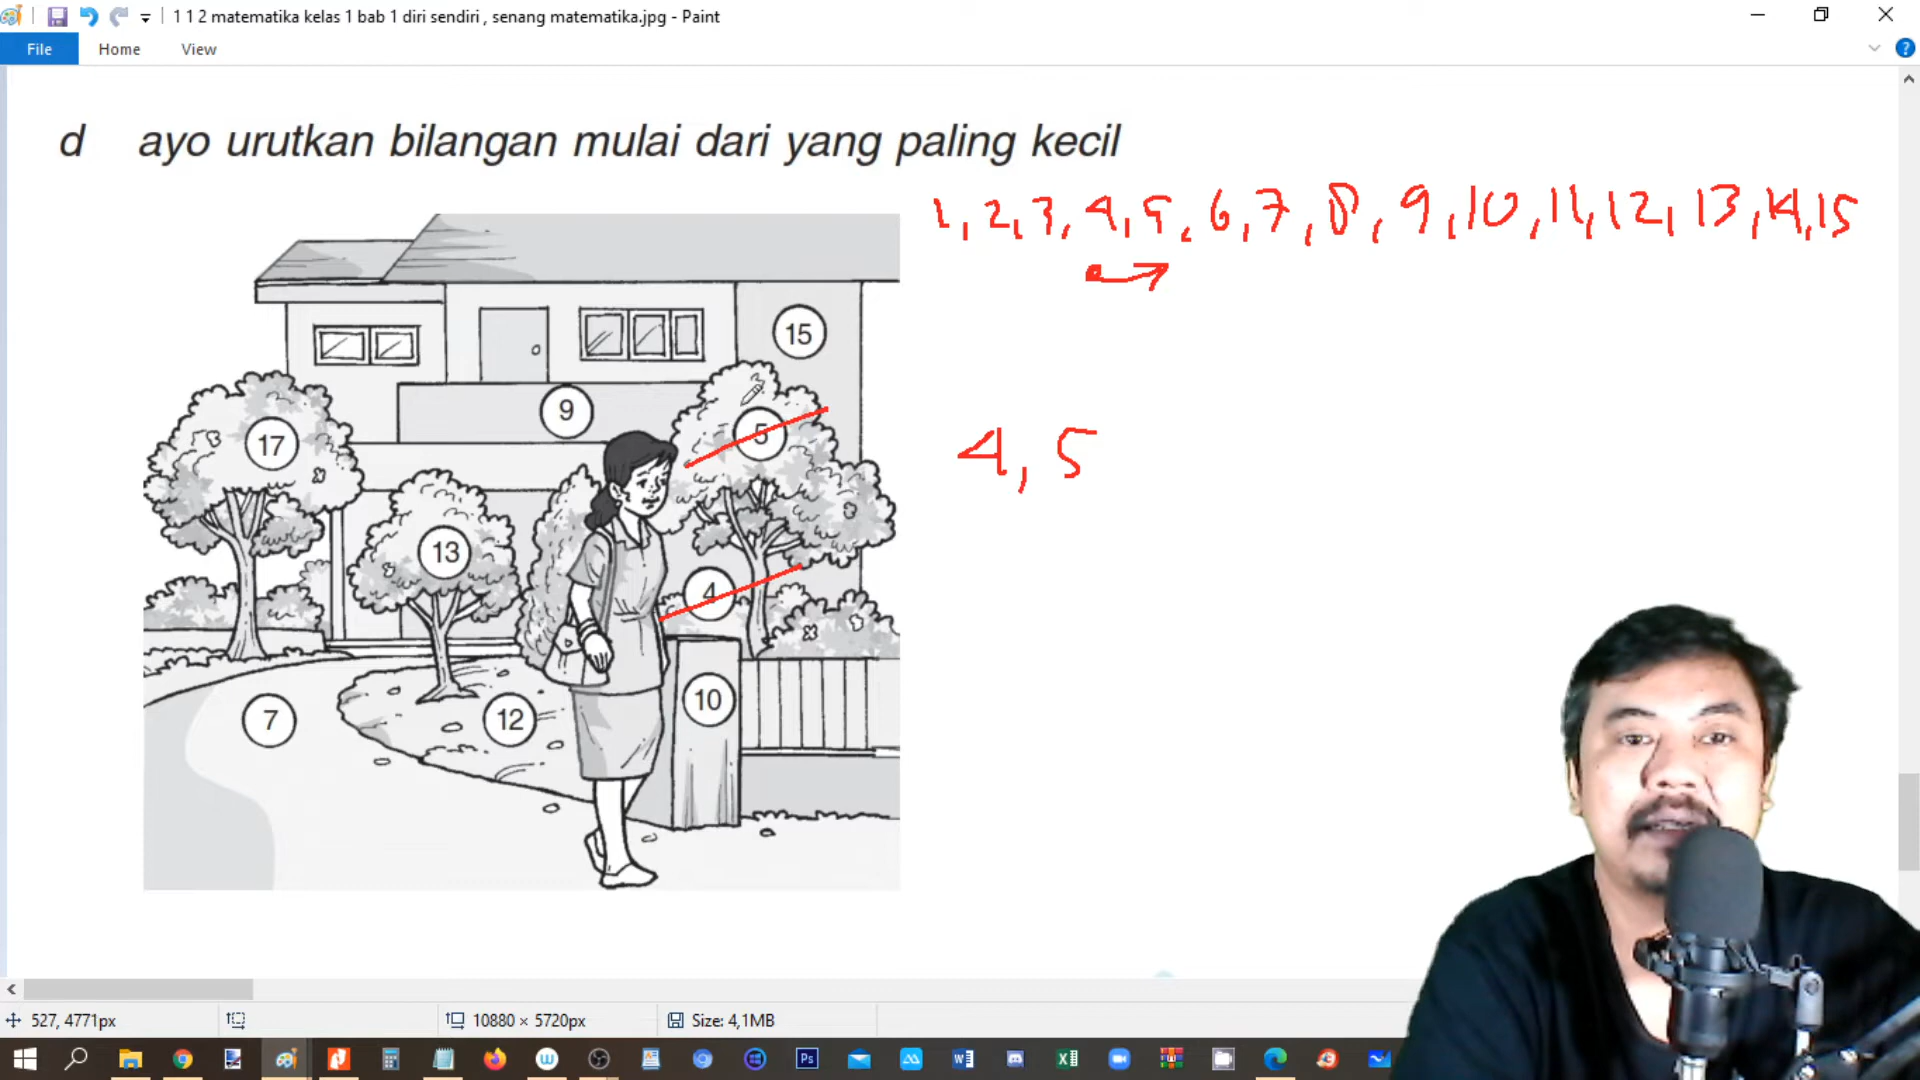 1 1 2 matematika kelas 1 bab 1 diri sendiri , senang matematika.jpg - Paint
File Home View
d ayo urutkan bilangan mulai dari yang paling kecil
1, 2, 3, 4, 5, 6, 7, 8, 9, 10, 11, 12, 13, 14, 15
15
9
5
17
4, 5
13
4
10
7
12
527, 4771px 10880 × 5720px Size: 4,1MB